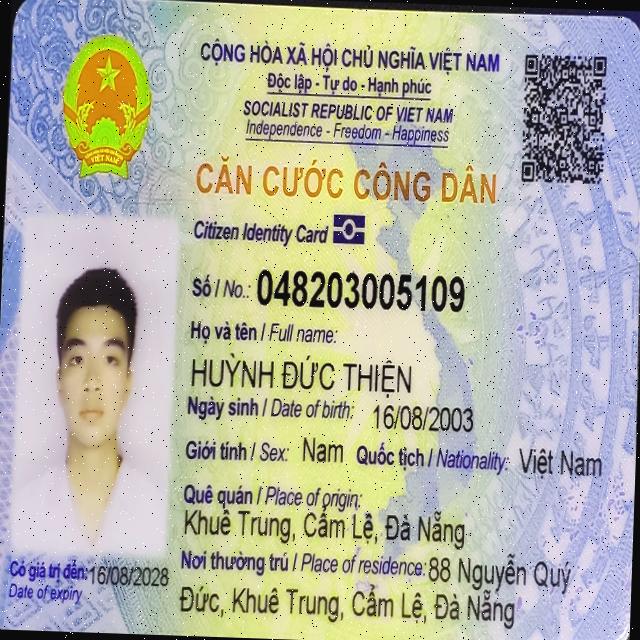 CỘNG HÒA XÃ HỘI CHỦ NGHĨA VIỆT NAM
Độc lập - Tự do - Hạnh phúc
SOCIALIST REPUBLIC OF VIET NAM
Independence - Freedom - Happiness
CĂN CƯỚC CÔNG DÂN
Citizen Identity Card
Số / No.: 048203005109
Họ và tên / Full name:
HUỲNH ĐỨC THIỆN
Ngày sinh / Date of birth: 16/08/2003
Giới tính / Sex: Nam Quốc tịch / Nationality: Việt Nam
Quê quán / Place of origin:
Khuê Trung, Cẩm Lệ, Đà Nẵng
Nơi thường trú / Place of residence: 88 Nguyễn Quý
Đức, Khuê Trung, Cẩm Lệ, Đà Nẵng
Có giá trị đến: 16/08/2028
Date of expiry
VIỆT NAM